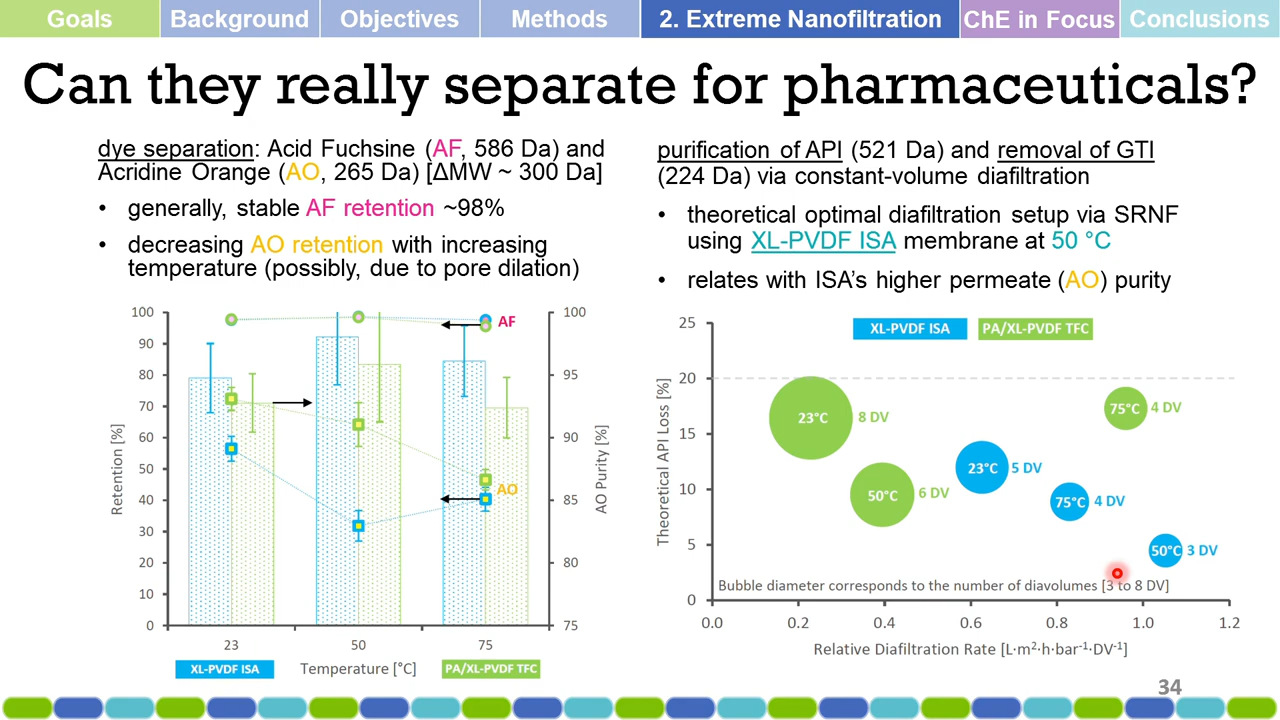 Goals Background Objectives Methods 2. Extreme Nanofiltration ChE in Focus Conclusions
Can they really separate for pharmaceuticals?
dye separation: Acid Fuchsine (AF, 586 Da) and
Acridine Orange (AO, 265 Da) [ΔMW ~ 300 Da]
• generally, stable AF retention ~98%
• decreasing AO retention with increasing
temperature (possibly, due to pore dilation)
purification of API (521 Da) and removal of GTI
(224 Da) via constant-volume diafiltration
• theoretical optimal diafiltration setup via SRNF
using XL-PVDF ISA membrane at 50 °C
• relates with ISA’s higher permeate (AO) purity
100
90
80
70
60
50
40
30
20
10
0
Retention [%]
AF
AO
100
95
90
85
80
75
AO Purity [%]
23 50 75
XL-PVDF ISA Temperature [°C] PA/XL-PVDF TFC
XL-PVDF ISA PA/XL-PVDF TFC
25
20
15
10
5
0
Theoretical API Loss [%]
23°C 8 DV
75°C 4 DV
23°C 5 DV
50°C 6 DV
75°C 4 DV
50°C 3 DV
Bubble diameter corresponds to the number of diavolumes [3 to 8 DV]
0.0 0.2 0.4 0.6 0.8 1.0 1.2
Relative Diafiltration Rate [L·m²·h·bar⁻¹·DV⁻¹]
34